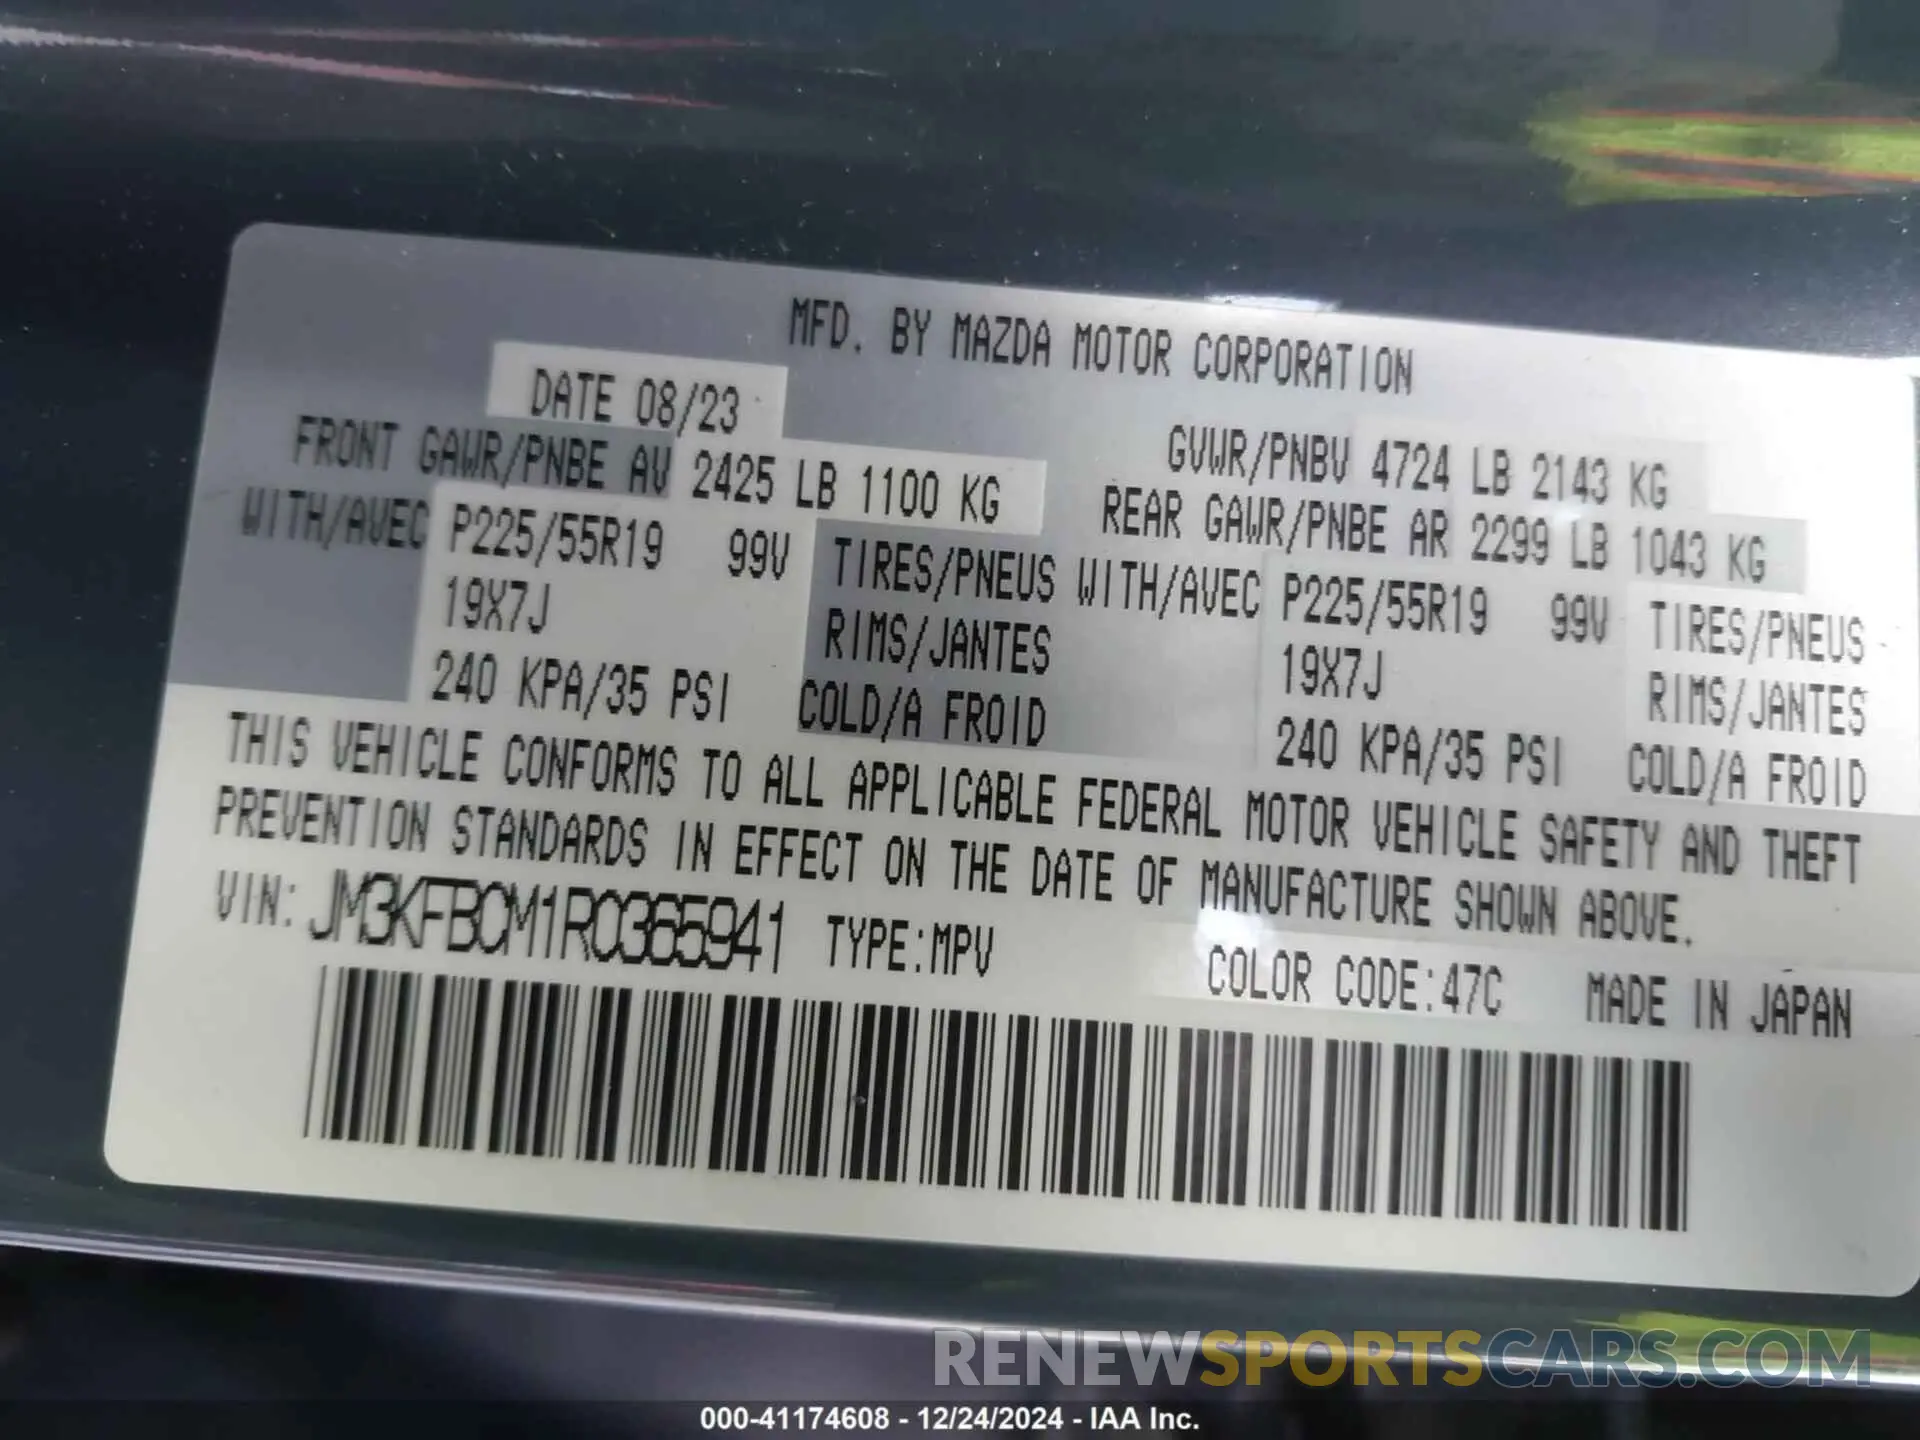 MFD. BY MAZDA MOTOR CORPORATION
DATE 08/23
GVWR/PNBV 4724 LB 2143 KG
FRONT GAWR/PNBE AV 2425 LB 1100 KG
REAR GAWR/PNBE AR 2299 LB 1043 KG
WITH/AVEC P225/55R19 99V TIRES/PNEUS WITH/AVEC P225/55R19 99V TIRES/PNEUS
19X7J RIMS/JANTES 19X7J RIMS/JANTES
240 KPA/35 PSI COLD/A FROID 240 KPA/35 PSI COLD/A FROID
THIS VEHICLE CONFORMS TO ALL APPLICABLE FEDERAL MOTOR VEHICLE SAFETY AND THEFT
PREVENTION STANDARDS IN EFFECT ON THE DATE OF MANUFACTURE SHOWN ABOVE.
VIN: JM3KFBCM1R0365941 TYPE:MPV COLOR CODE:47C MADE IN JAPAN
RENEWSPORTSCARS.COM
000-41174608 - 12/24/2024 - IAA Inc.